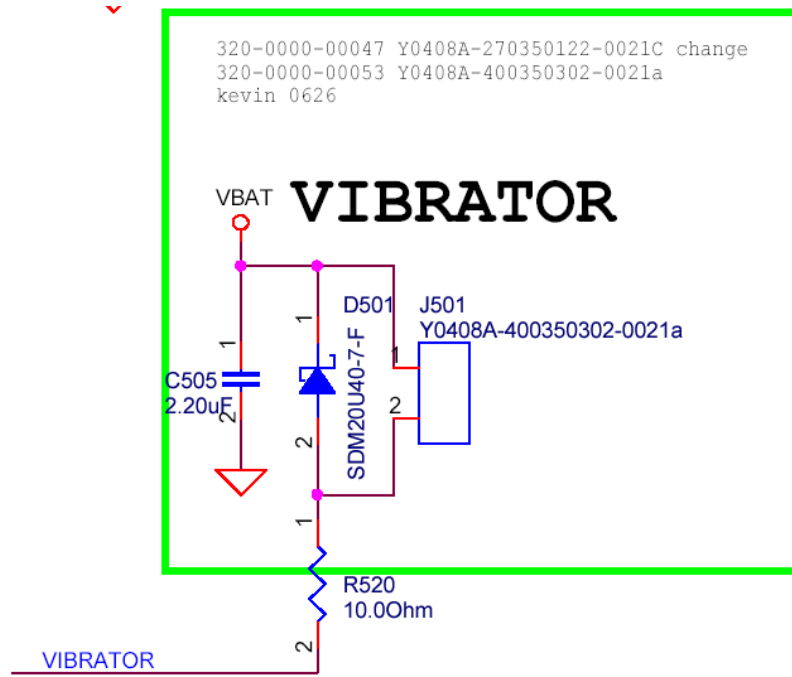 320-0000-00047 Y0408A-270350122-0021C change
320-0000-00053 Y0408A-400350302-0021a
kevin 0626
VBAT VIBRATOR
D501
J501
Y0408A-400350302-0021a
1
1
1
C505
2.20uF
2
SDM20U40-7-F
2
2
1
R520
10.0Ohm
2
VIBRATOR